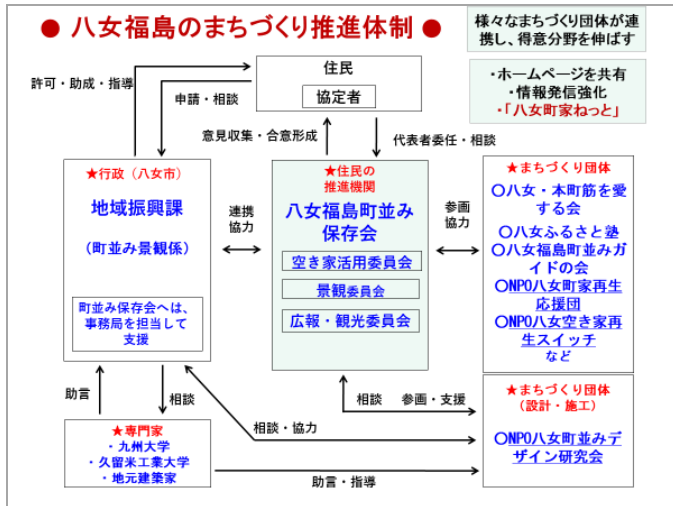 ● 八女福島のまちづくり推進体制 ●
様々なまちづくり団体が連
携し、得意分野を伸ばす
・ホームページを共有
・情報発信強化
・「八女町家ねっと」
住民
協定者
許可・助成・指導
申請・相談
意見収集・合意形成
代表者委任・相談
★行政（八女市）
地域振興課
（町並み景観係）
町並み保存会へは、
事務局を担当して
支援
連携
協力
★住民の
推進機関
八女福島町並み
保存会
空き家活用委員会
景観委員会
広報・観光委員会
参画
協力
★まちづくり団体
〇八女・本町筋を愛
する会
〇八女ふるさと塾
〇八女福島町並みガ
イドの会
〇NPO八女町家再生
応援団
〇NPO八女空き家再
生スイッチ
など
助言
相談
相談・協力
相談
参画・支援
★専門家
・九州大学
・久留米工業大学
・地元建築家
助言・指導
★まちづくり団体
（設計・施工）
〇NPO八女町並みデ
ザイン研究会